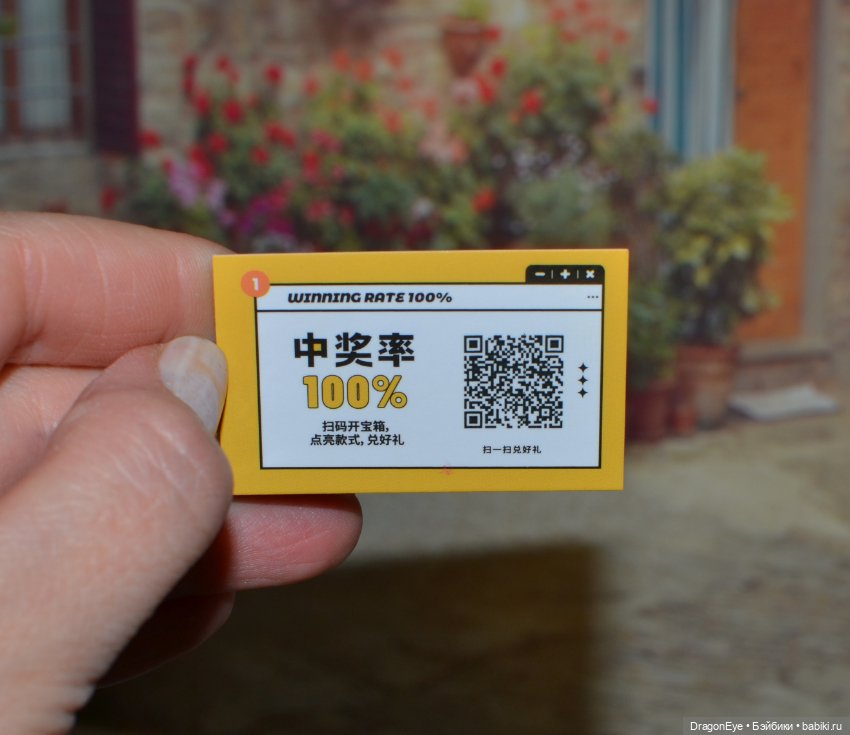 1
WINNING RATE 100%
中奖率
100%
扫码开宝箱,
点亮款式, 兑好礼
扫一扫兑好礼
DragonEye • Бэйбики • babiki.ru